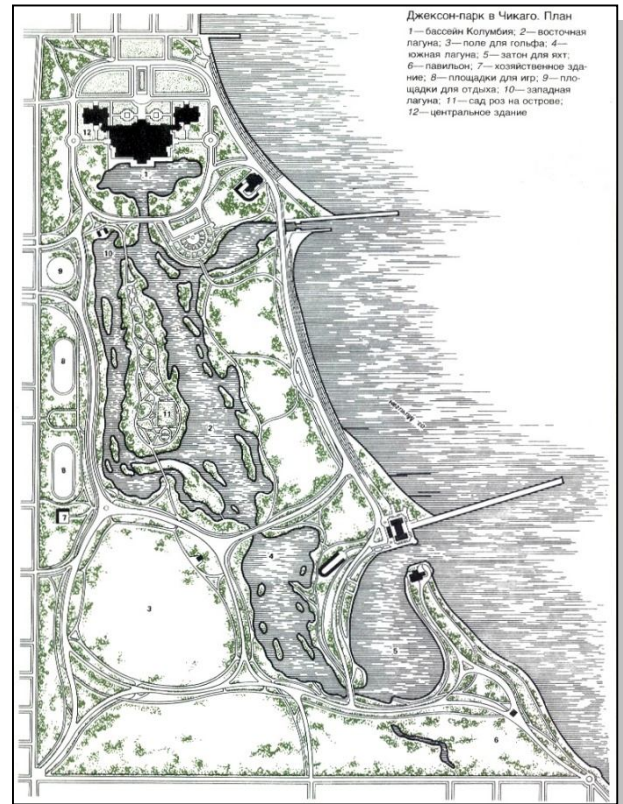 Джексон-парк в Чикаго. План
1 — бассейн Колумбия; 2 — восточная
лагуна; 3 — поле для гольфа; 4 —
южная лагуна; 5 — затон для яхт;
6 — павильон; 7 — хозяйственное зда-
ние; 8 — площадки для игр; 9 — пло-
щадки для отдыха; 10 — западная
лагуна; 11 — сад роз на острове;
12 — центральное здание
12
1
10
9
8
11
2
8
7
4
3
5
6